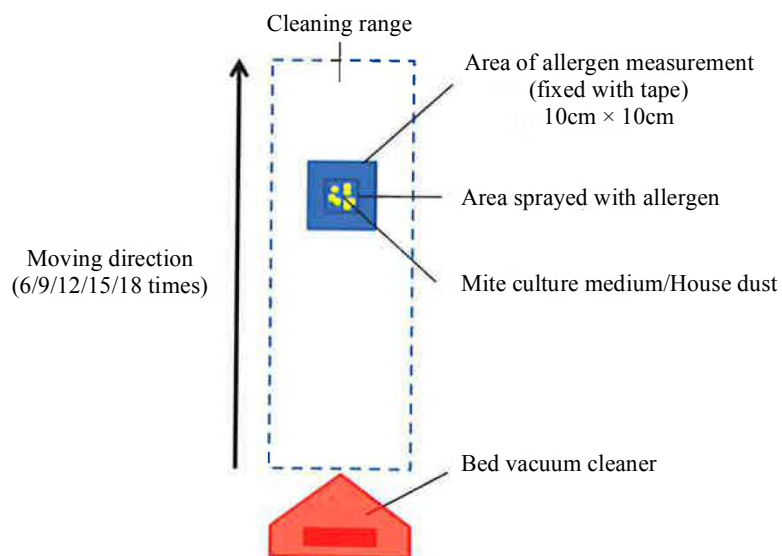 Cleaning range
Area of allergen measurement
(fixed with tape)
10cm × 10cm
Area sprayed with allergen
Moving direction
(6/9/12/15/18 times)
Mite culture medium/House dust
Bed vacuum cleaner